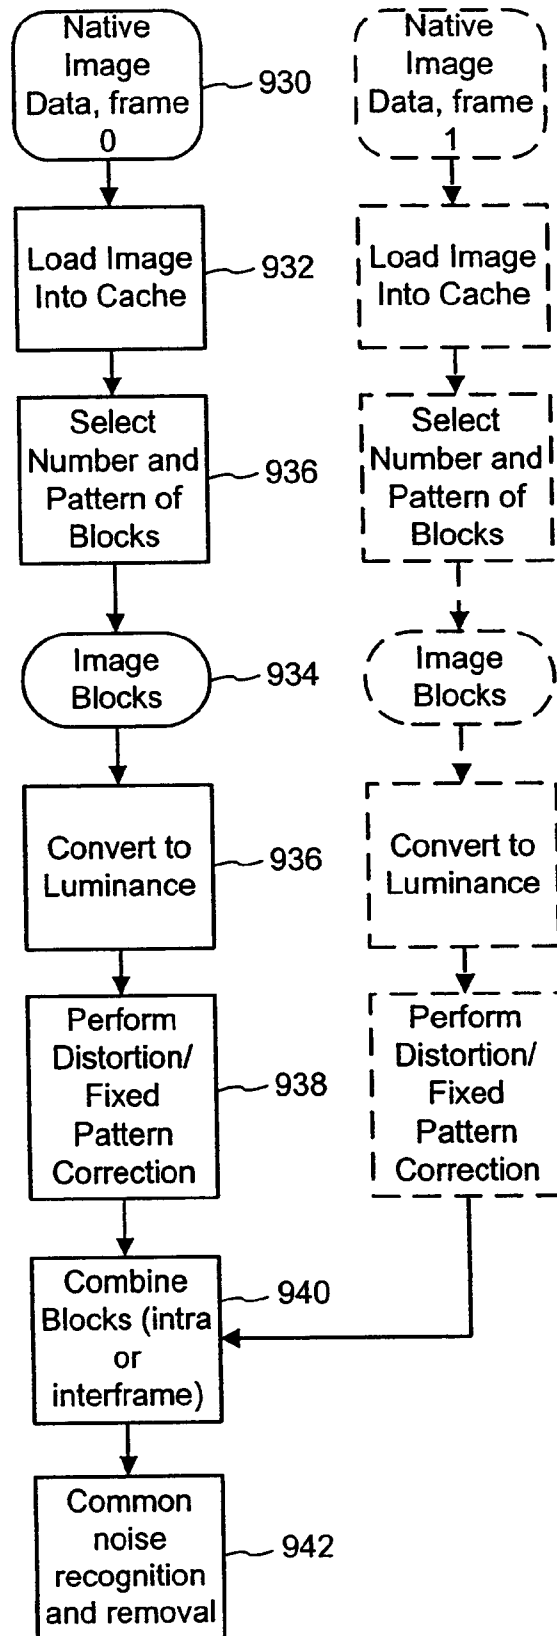 Native
Image
Data, frame
0
930
Load Image
Into Cache
932
Select
Number and
Pattern of
Blocks
936
Image
Blocks
934
Convert to
Luminance
936
Perform
Distortion/
Fixed
Pattern
Correction
938
Combine
Blocks (intra
or
interframe)
940
Common
noise
recognition
and removal
942
Native
Image
Data, frame
1
Load Image
Into Cache
Select
Number and
Pattern of
Blocks
Image
Blocks
Convert to
Luminance
Perform
Distortion/
Fixed
Pattern
Correction